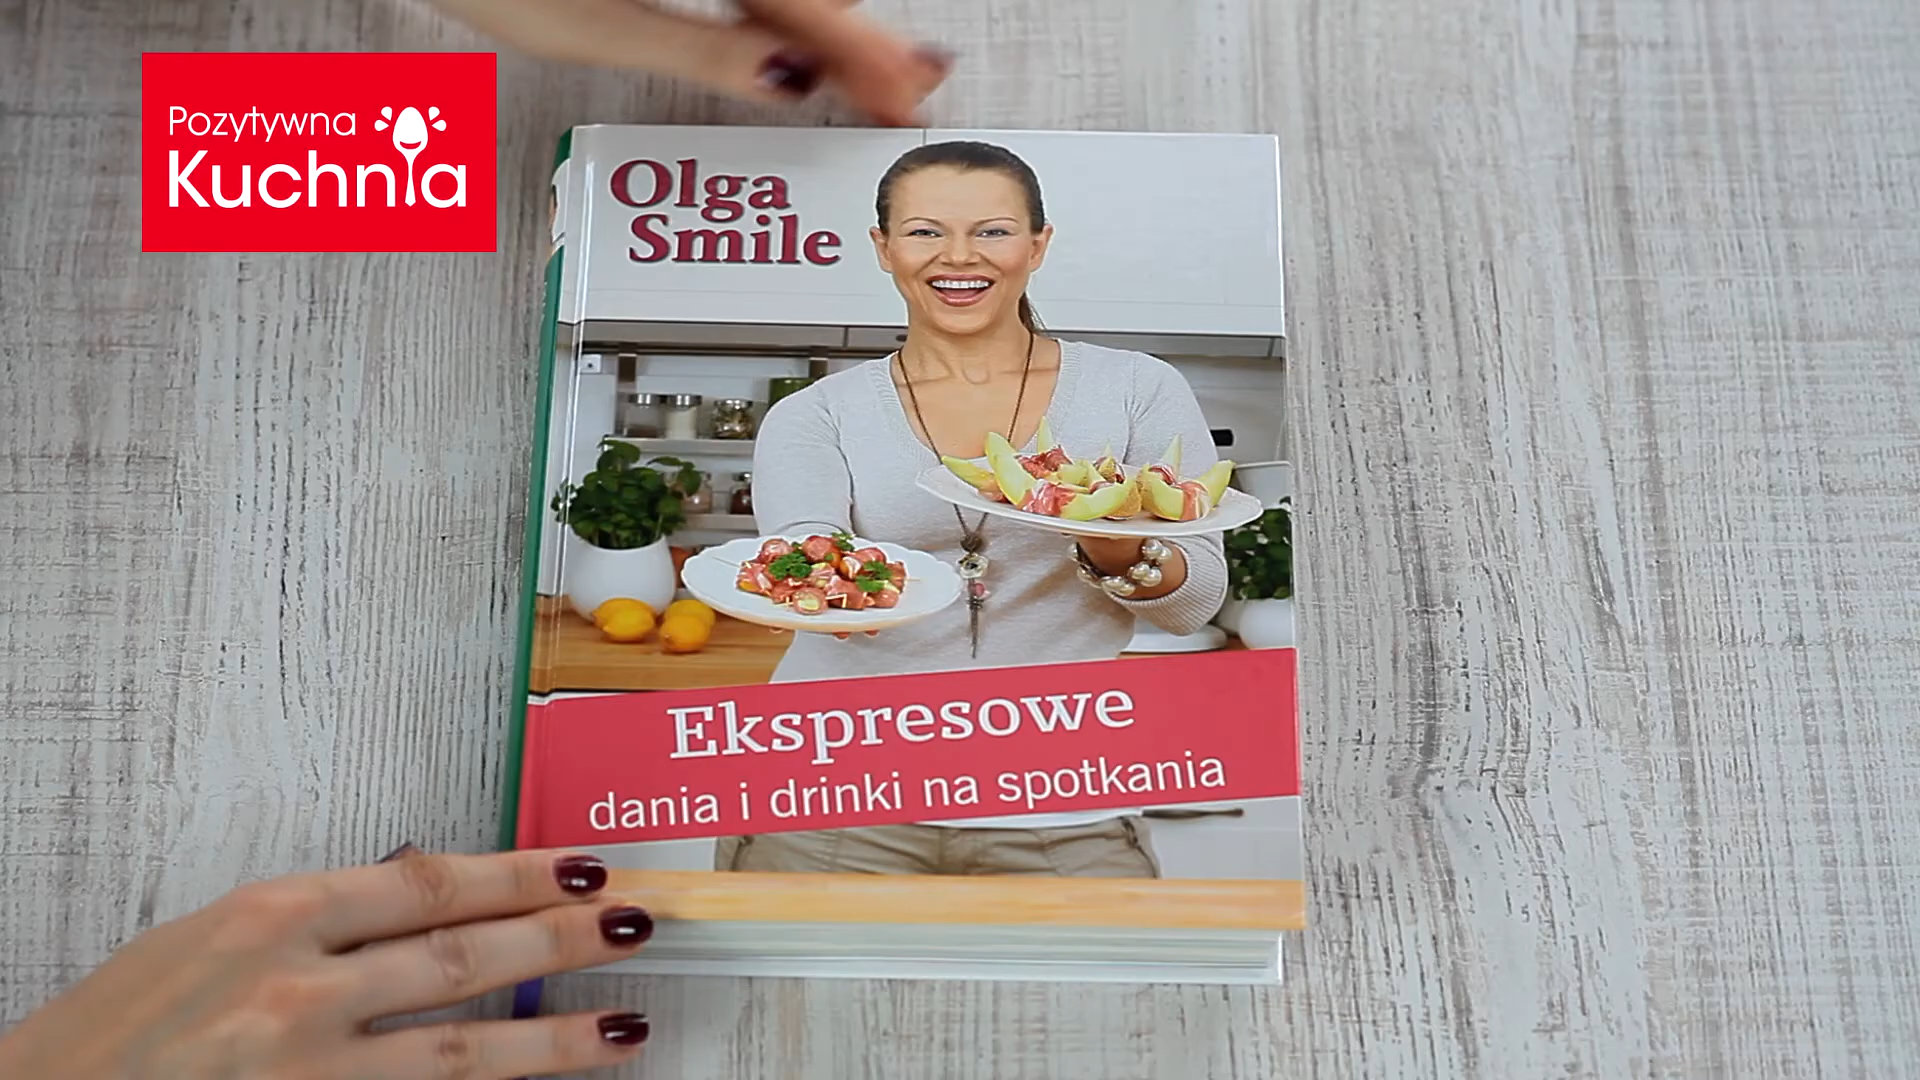 Pozytywna
Kuchnia
Olga
Smile
Ekspresowe
dania i drinki na spotkania